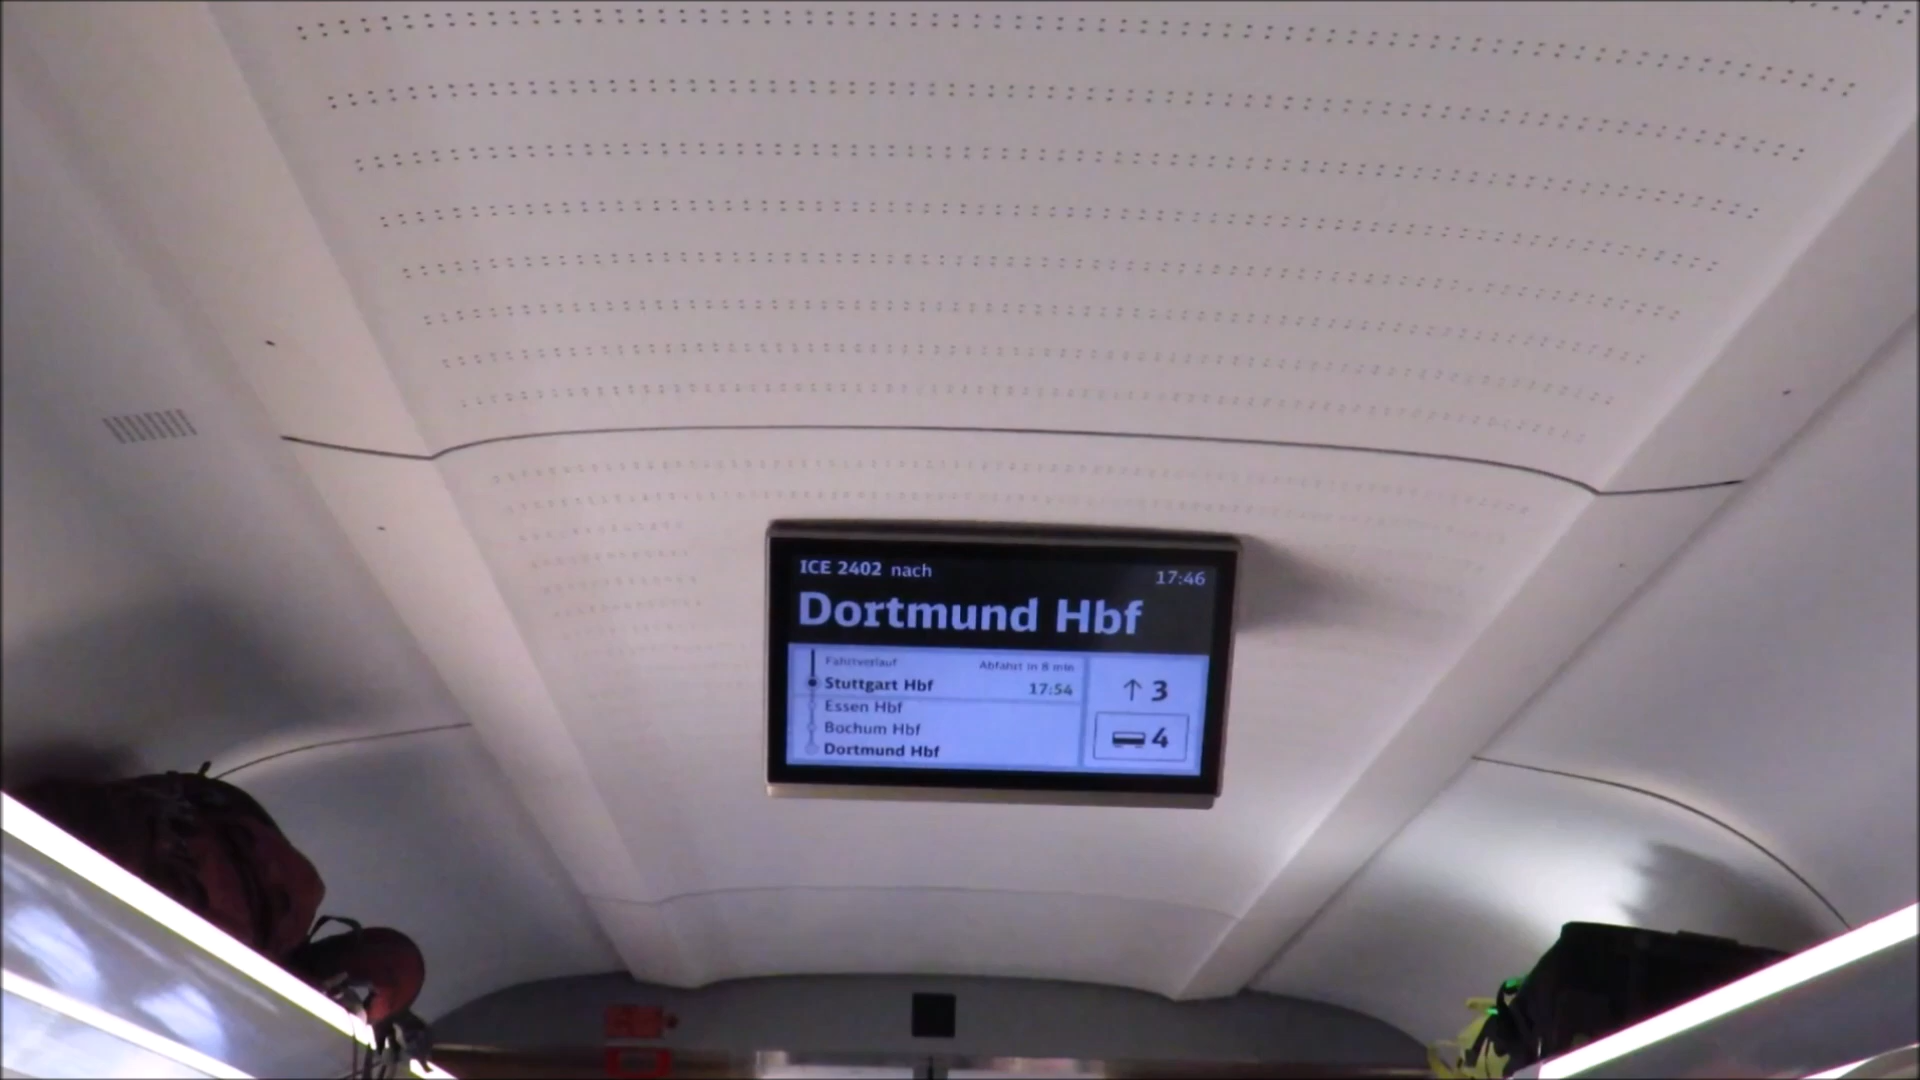 ICE 2402 nach 17:46
Dortmund Hbf
Fahrtverlauf Abfahrt in 8 min
Stuttgart Hbf 17:54
Essen Hbf
Bochum Hbf
Dortmund Hbf
↑ 3
4